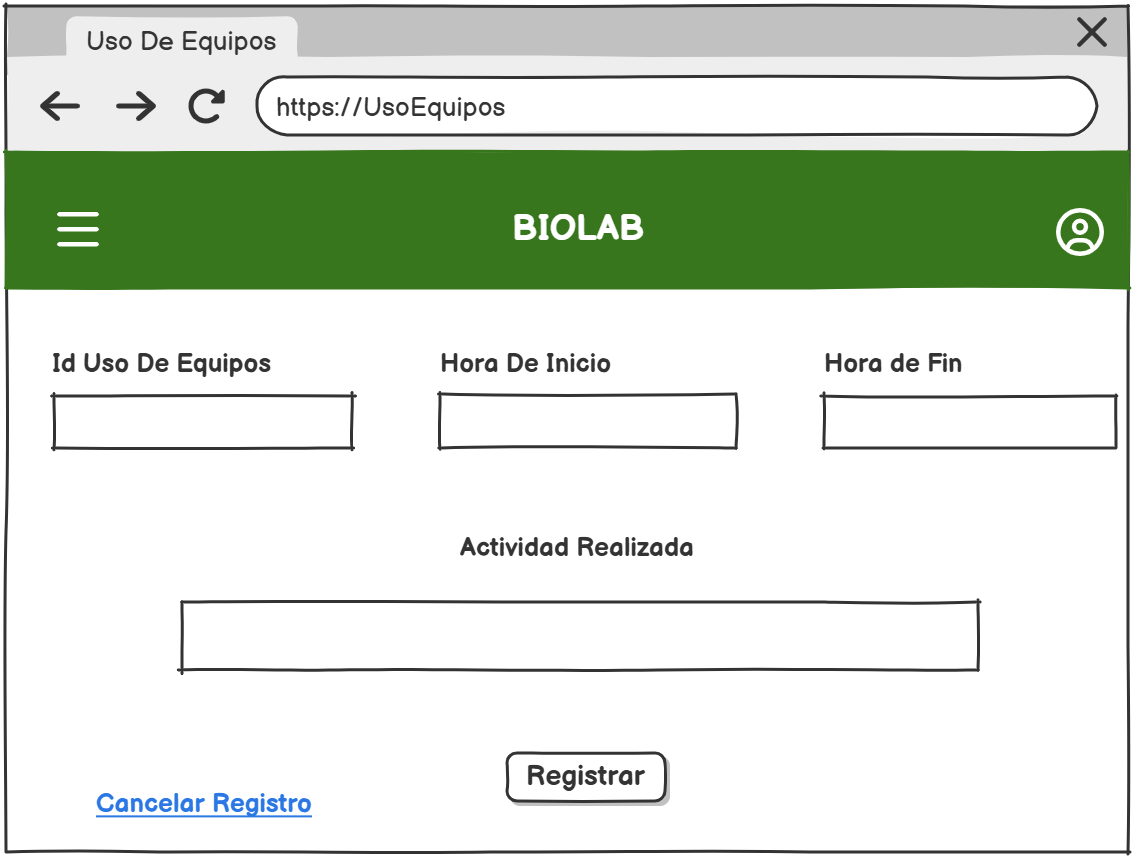 Uso De Equipos
https://UsoEquipos
BIOLAB
Id Uso De Equipos
Hora De Inicio
Hora de Fin
Actividad Realizada
Registrar
Cancelar Registro